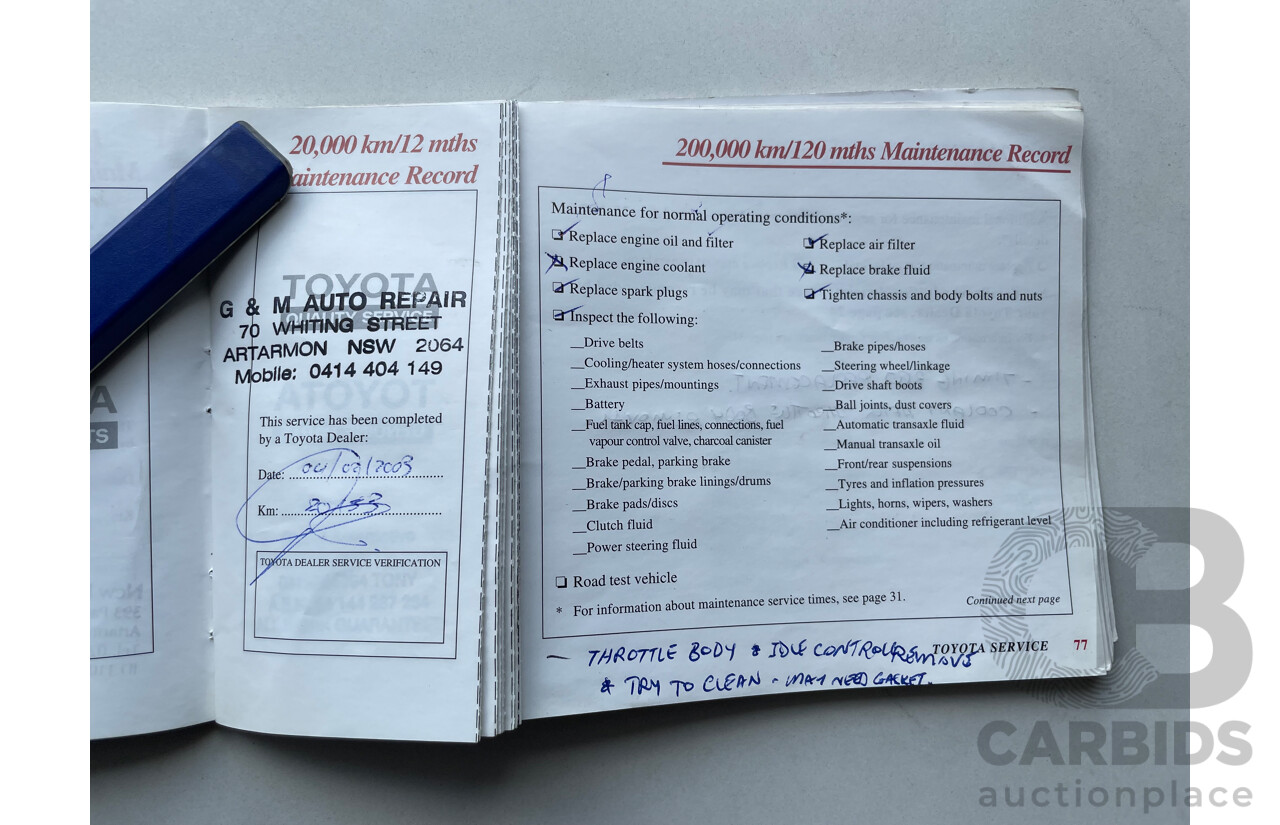 20,000 km/12 mths
aintenance Record
TOYOTA
QUALITY SERVICE
G & M AUTO REPAIR
70 WHITING STREET
ARTARMON NSW 2064
Mobile: 0414 404 149
This service has been completed
by a Toyota Dealer:
Date:
Km:
TOYOTA DEALER SERVICE VERIFICATION
200,000 km/120 mths Maintenance Record
Maintenance for normal operating conditions*:
Replace engine oil and filter
Replace engine coolant
Replace spark plugs
Inspect the following:
Drive belts
Cooling/heater system hoses/connections
Exhaust pipes/mountings
Battery
Fuel tank cap, fuel lines, connections, fuel
vapour control valve, charcoal canister
Brake pedal, parking brake
Brake/parking brake linings/drums
Brake pads/discs
Clutch fluid
Power steering fluid
Replace air filter
Replace brake fluid
Tighten chassis and body bolts and nuts
Brake pipes/hoses
Steering wheel/linkage
Drive shaft boots
Ball joints, dust covers
Automatic transaxle fluid
Manual transaxle oil
Front/rear suspensions
Tyres and inflation pressures
Lights, horns, wipers, washers
Air conditioner including refrigerant level
Road test vehicle
* For information about maintenance service times, see page 31.
Continued next page
TOYOTA SERVICE 77
— THROTTLE BODY & IDLE CONTROL REMOVE
& TRY TO CLEAN - MAY NEED GASKET.
CB
CARBIDS
auctionplace